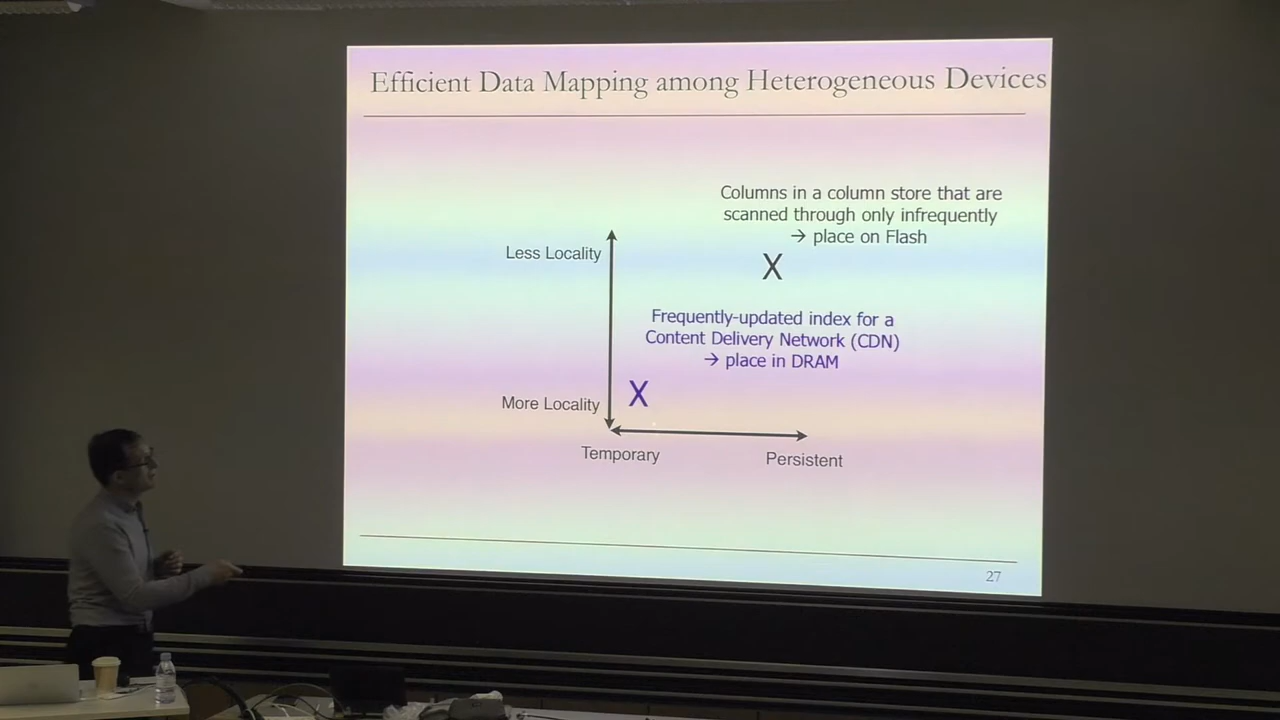 Efficient Data Mapping among Heterogeneous Devices
Columns in a column store that are
scanned through only infrequently
→ place on Flash
X
Less Locality
Frequently-updated index for a
Content Delivery Network (CDN)
→ place in DRAM
X
More Locality
Temporary
Persistent
27